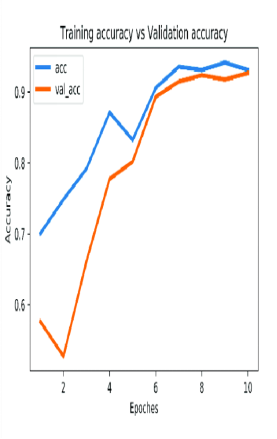 Training accuracy vs Validation accuracy
acc
val_acc
0.9
0.8
0.7
0.6
Accuracy
2 4 6 8 10
Epoches